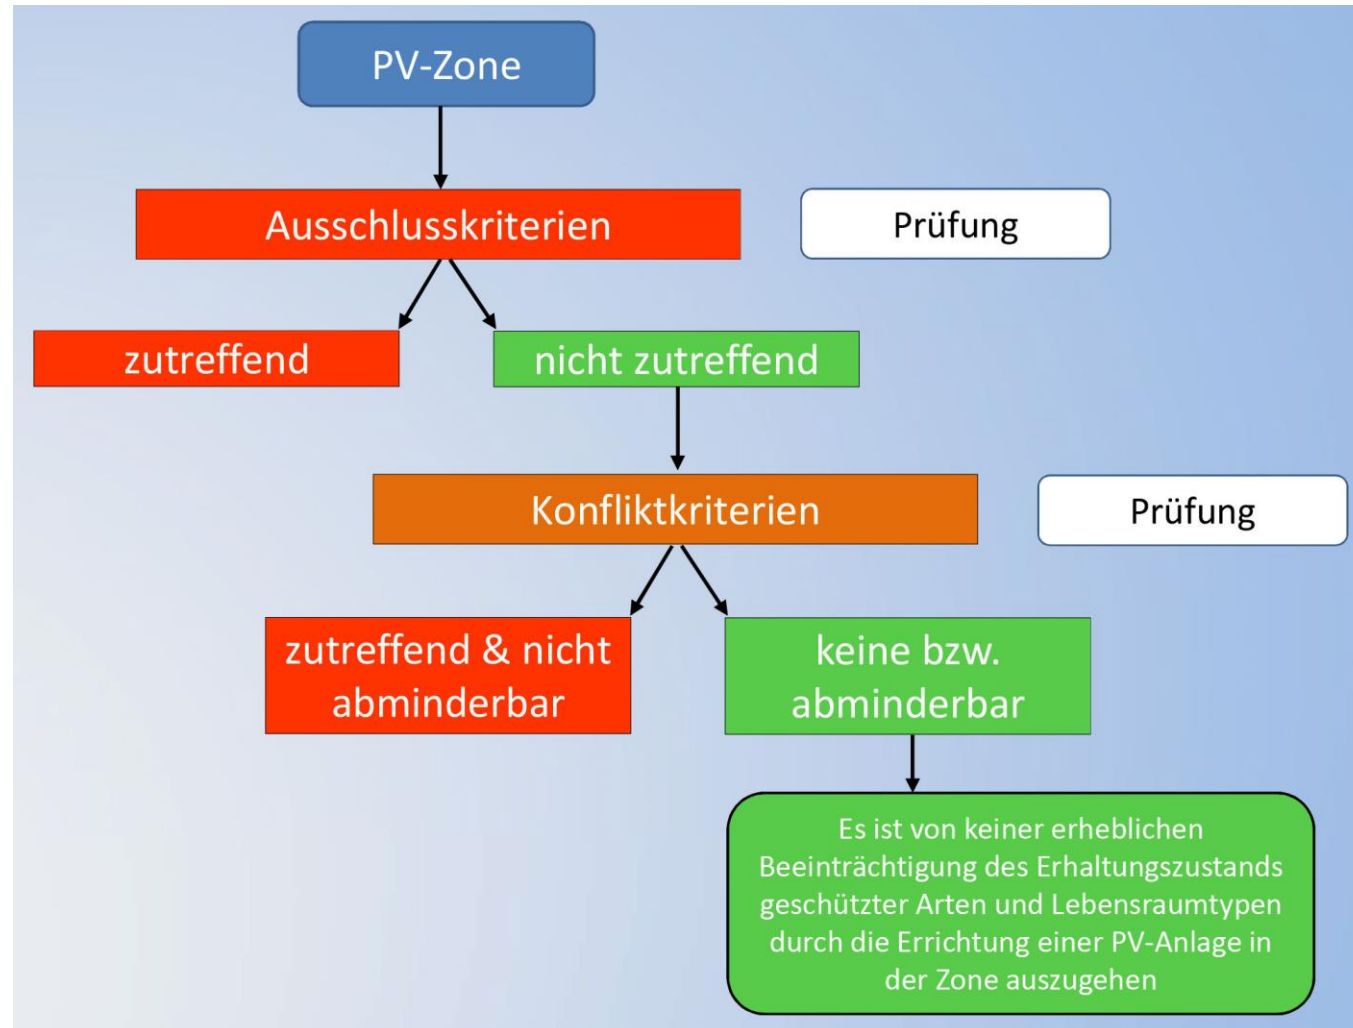 PV-Zone
Ausschlusskriterien
Prüfung
zutreffend
nicht zutreffend
Konfliktkriterien
Prüfung
zutreffend & nicht
abminderbar
keine bzw.
abminderbar
Es ist von keiner erheblichen
Beeinträchtigung des Erhaltungszustands
geschützter Arten und Lebensraumtypen
durch die Errichtung einer PV-Anlage in
der Zone auszugehen